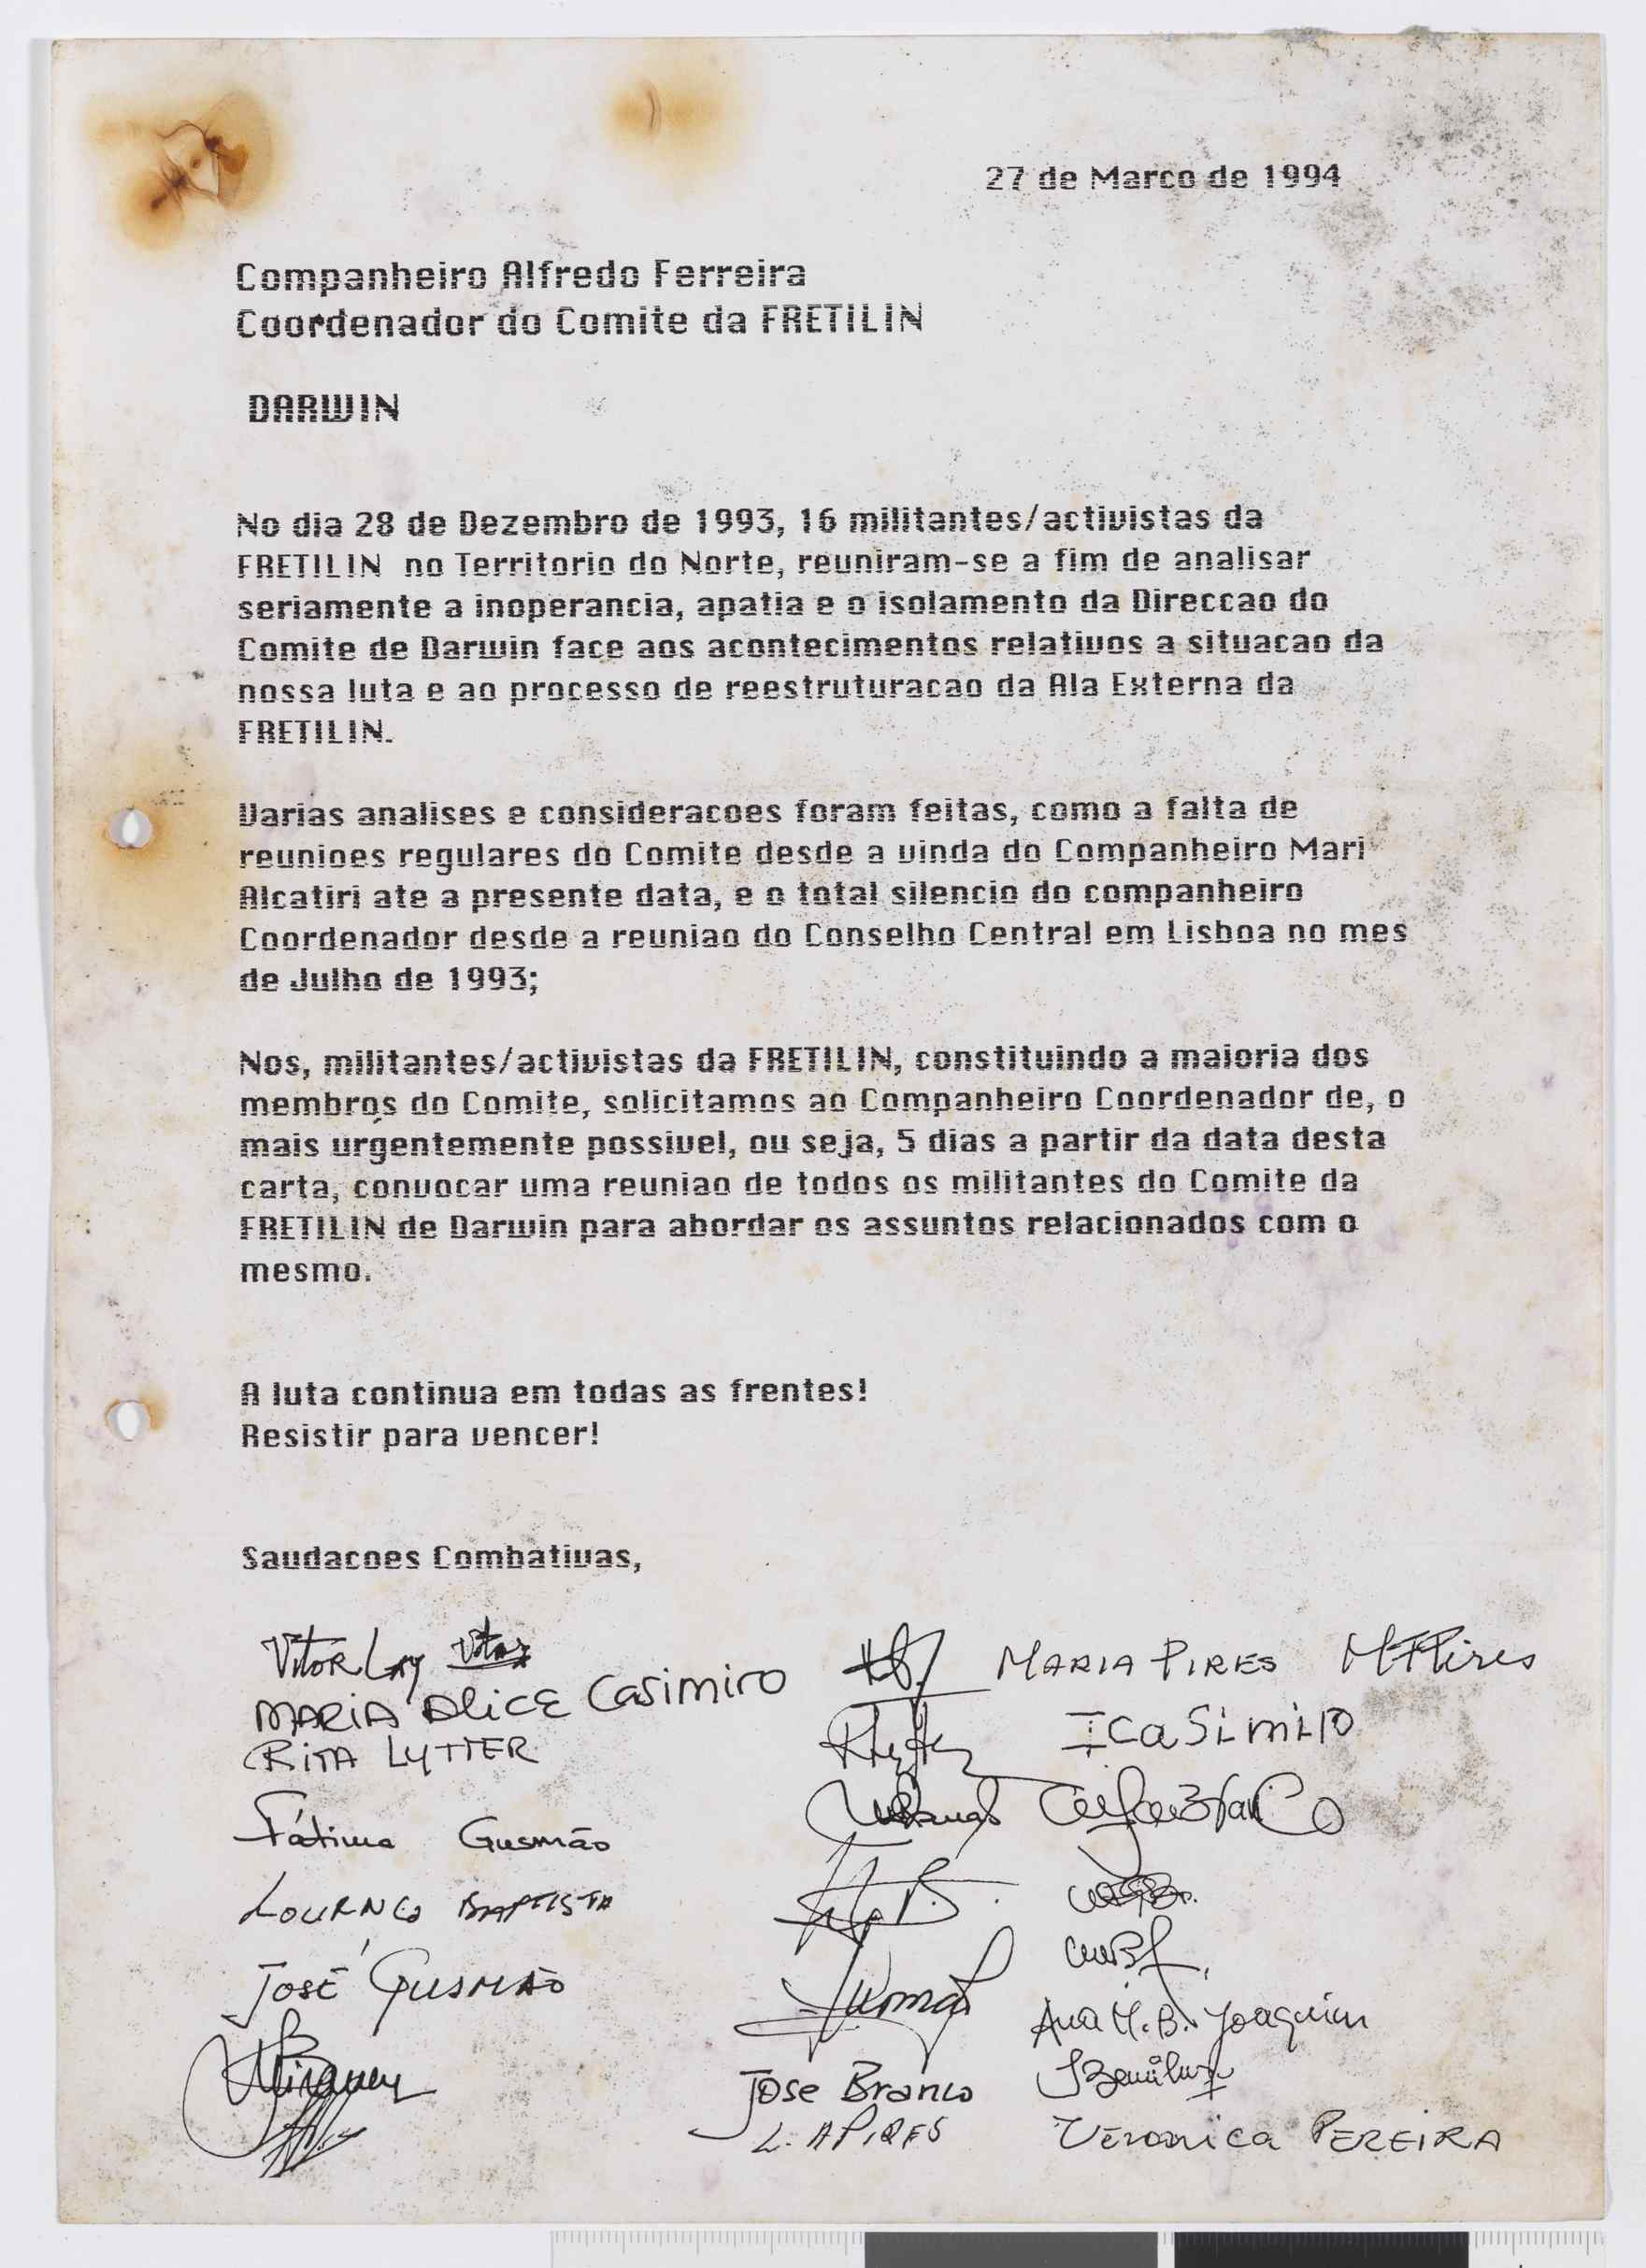 27 de Marco de 1994
Companheiro Alfredo Ferreira
Coordenador do Comite da FRETILIN
DARWIN
No dia 28 de Dezembro de 1993, 16 militantes/activistas da
FRETILIN no Territorio do Norte, reuniram-se a fim de analisar
seriamente a inoperancia, apatia e o isolamento da Direccao do
Comite de Darwin face aos acontecimentos relativos a situacao da
nossa luta e ao processo de reestruturacao da Ala Externa da
FRETILIN.
Varias analises e consideracoes foram feitas, como a falta de
reunioes regulares do Comite desde a vinda do Companheiro Mari
Alcatiri ate a presente data, e o total silencio do companheiro
Coordenador desde a reuniao do Conselho Central em Lisboa no mes
de Julho de 1993;
Nos, militantes/activistas da FRETILIN, constituindo a maioria dos
membros do Comite, solicitamos ao Companheiro Coordenador de, o
mais urgentemente possivel, ou seja, 5 dias a partir da data desta
carta, convocar uma reuniao de todos os militantes do Comite da
FRETILIN de Darwin para abordar os assuntos relacionados com o
mesmo.
A luta continua em todas as frentes!
Resistir para vencer!
Saudacoes Combativas,
Vitor Lay
MARIA PIRES MFPires
MARIA ALICE Casimiro
RITA LYTTER
ICaSimiro
Fátima Gusmão
LOURNÇO BAPTISTA
JOSÉ GUSMÃO
Ana M. B. Joaquim
Jose Branco
L. A PIRES
Veronica PEREIRA